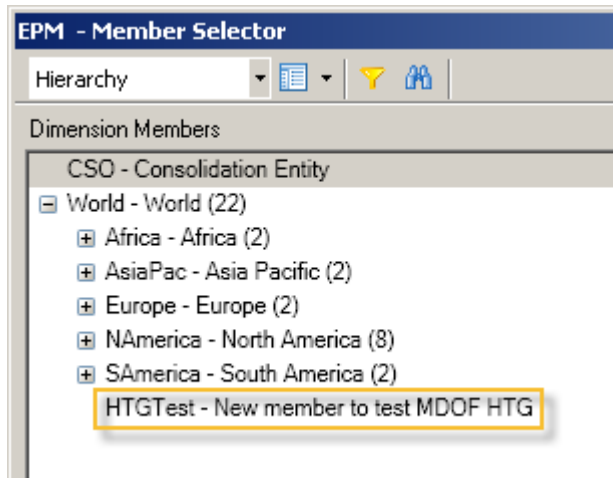 EPM - Member Selector
Hierarchy
Dimension Members
CSO - Consolidation Entity
World - World (22)
Africa - Africa (2)
AsiaPac - Asia Pacific (2)
Europe - Europe (2)
NAmerica - North America (8)
SAmerica - South America (2)
HTGTest - New member to test MDOF HTG